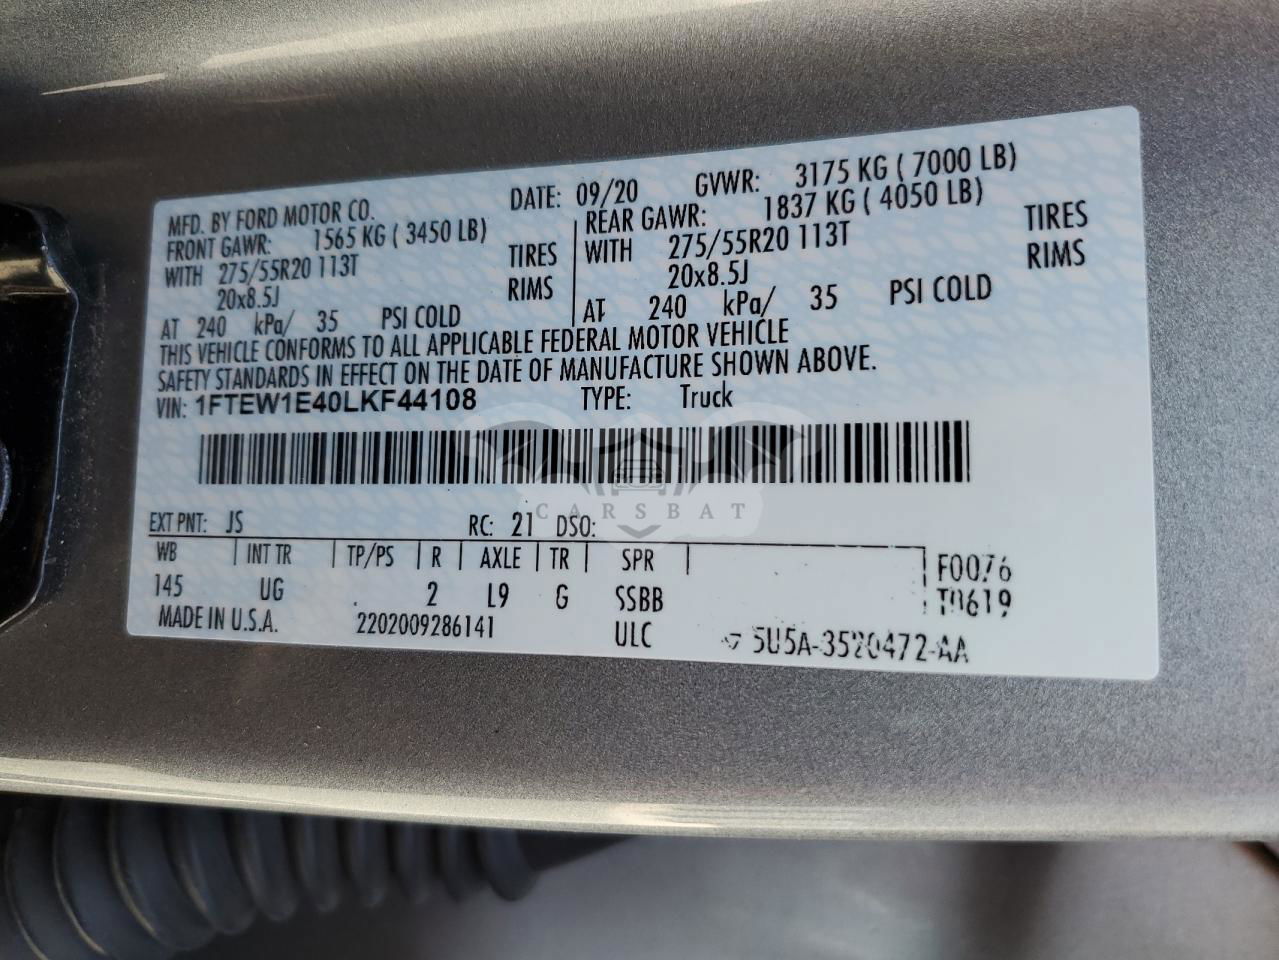 MFD. BY FORD MOTOR CO. DATE: 09/20 GVWR: 3175 KG ( 7000 LB)
FRONT GAWR: 1565 KG ( 3450 LB) REAR GAWR: 1837 KG ( 4050 LB)
WITH 275/55R20 113T TIRES WITH 275/55R20 113T TIRES
20x8.5J RIMS 20x8.5J RIMS
AT 240 kPa/ 35 PSI COLD AT 240 kPa/ 35 PSI COLD
THIS VEHICLE CONFORMS TO ALL APPLICABLE FEDERAL MOTOR VEHICLE
SAFETY STANDARDS IN EFFECT ON THE DATE OF MANUFACTURE SHOWN ABOVE.
VIN: 1FTEW1E40LKF44108 TYPE: Truck
CARSBAT
EXT PNT: JS RC: 21 DSO:
WB INT TR TP/PS R AXLE TR SPR F0076
145 UG 2 L9 G SSBB T0619
MADE IN U.S.A. 2202009286141 ULC 5U5A-3520472-AA